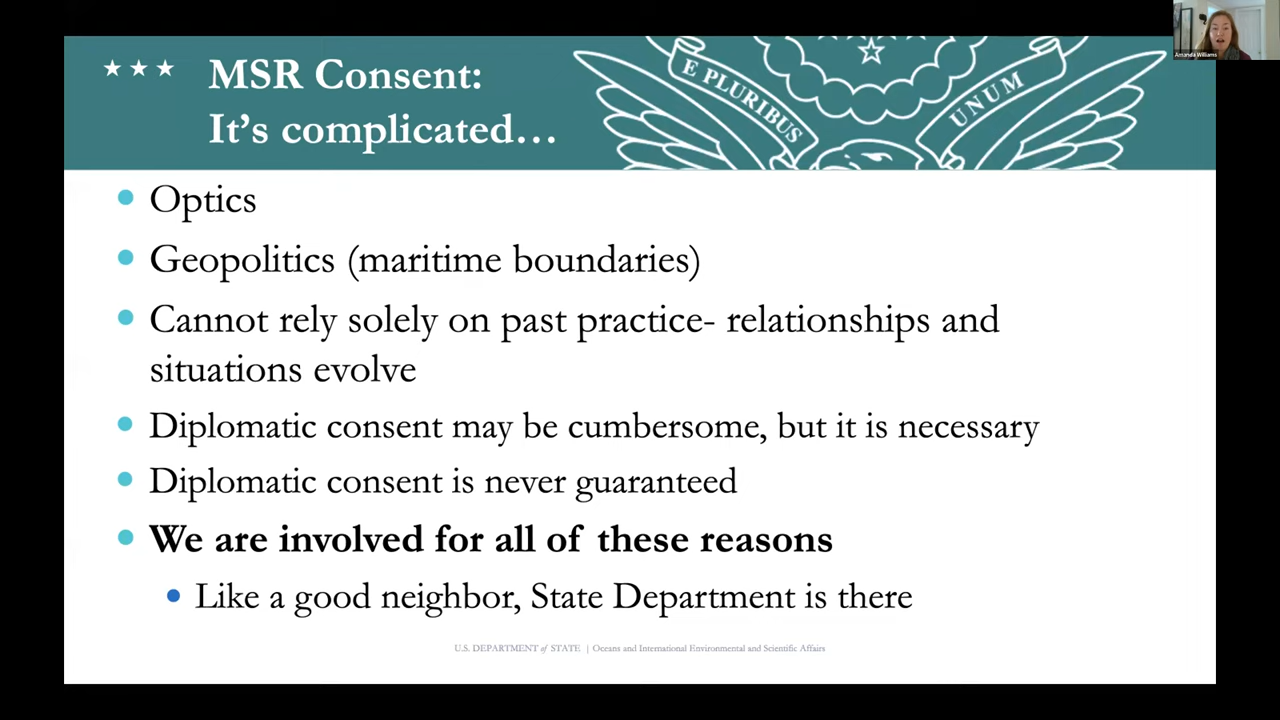 MSR Consent:
It's complicated…
E PLURIBUS
UNUM
Optics
Geopolitics (maritime boundaries)
Cannot rely solely on past practice- relationships and
situations evolve
Diplomatic consent may be cumbersome, but it is necessary
Diplomatic consent is never guaranteed
We are involved for all of these reasons
Like a good neighbor, State Department is there
U.S. DEPARTMENT of STATE | Oceans and International Environmental and Scientific Affairs
Amanda Williams